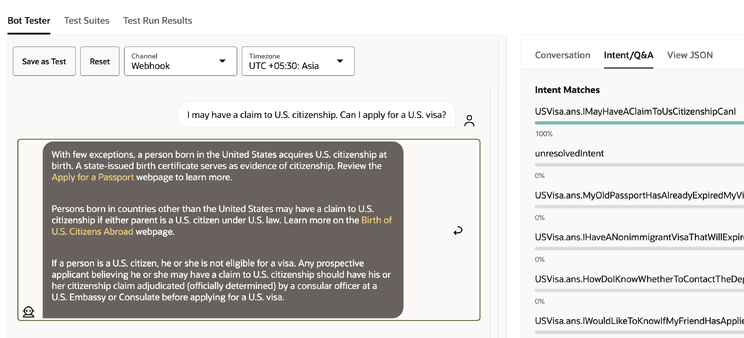 Bot Tester Test Suites Test Run Results
Save as Test
Reset
Channel
Webhook
Timezone
UTC +05:30: Asia
I may have a claim to U.S. citizenship. Can I apply for a U.S. visa?
With few exceptions, a person born in the United States acquires U.S. citizenship at
birth. A state-issued birth certificate serves as evidence of citizenship. Review the
Apply for a Passport webpage to learn more.
Persons born in countries other than the United States may have a claim to U.S.
citizenship if either parent is a U.S. citizen under U.S. law. Learn more on the Birth of
U.S. Citizens Abroad webpage.
If a person is a U.S. citizen, he or she is not eligible for a visa. Any prospective
applicant believing he or she may have a claim to U.S. citizenship should have his or
her citizenship claim adjudicated (officially determined) by a consular officer at a
U.S. Embassy or Consulate before applying for a U.S. visa.
Conversation Intent/Q&A View JSON
Intent Matches
USVisa.ans.IMayHaveAClaimToUsCitizenshipCanI
100%
unresolvedIntent
0%
USVisa.ans.MyOldPassportHasAlreadyExpiredMyVi
0%
USVisa.ans.IHaveANonimmigrantVisaThatWillExpir
0%
USVisa.ans.HowDoIKnowWhetherToContactTheDep
0%
USVisa.ans.IWouldLikeToKnowIfMyFriendHasApplie